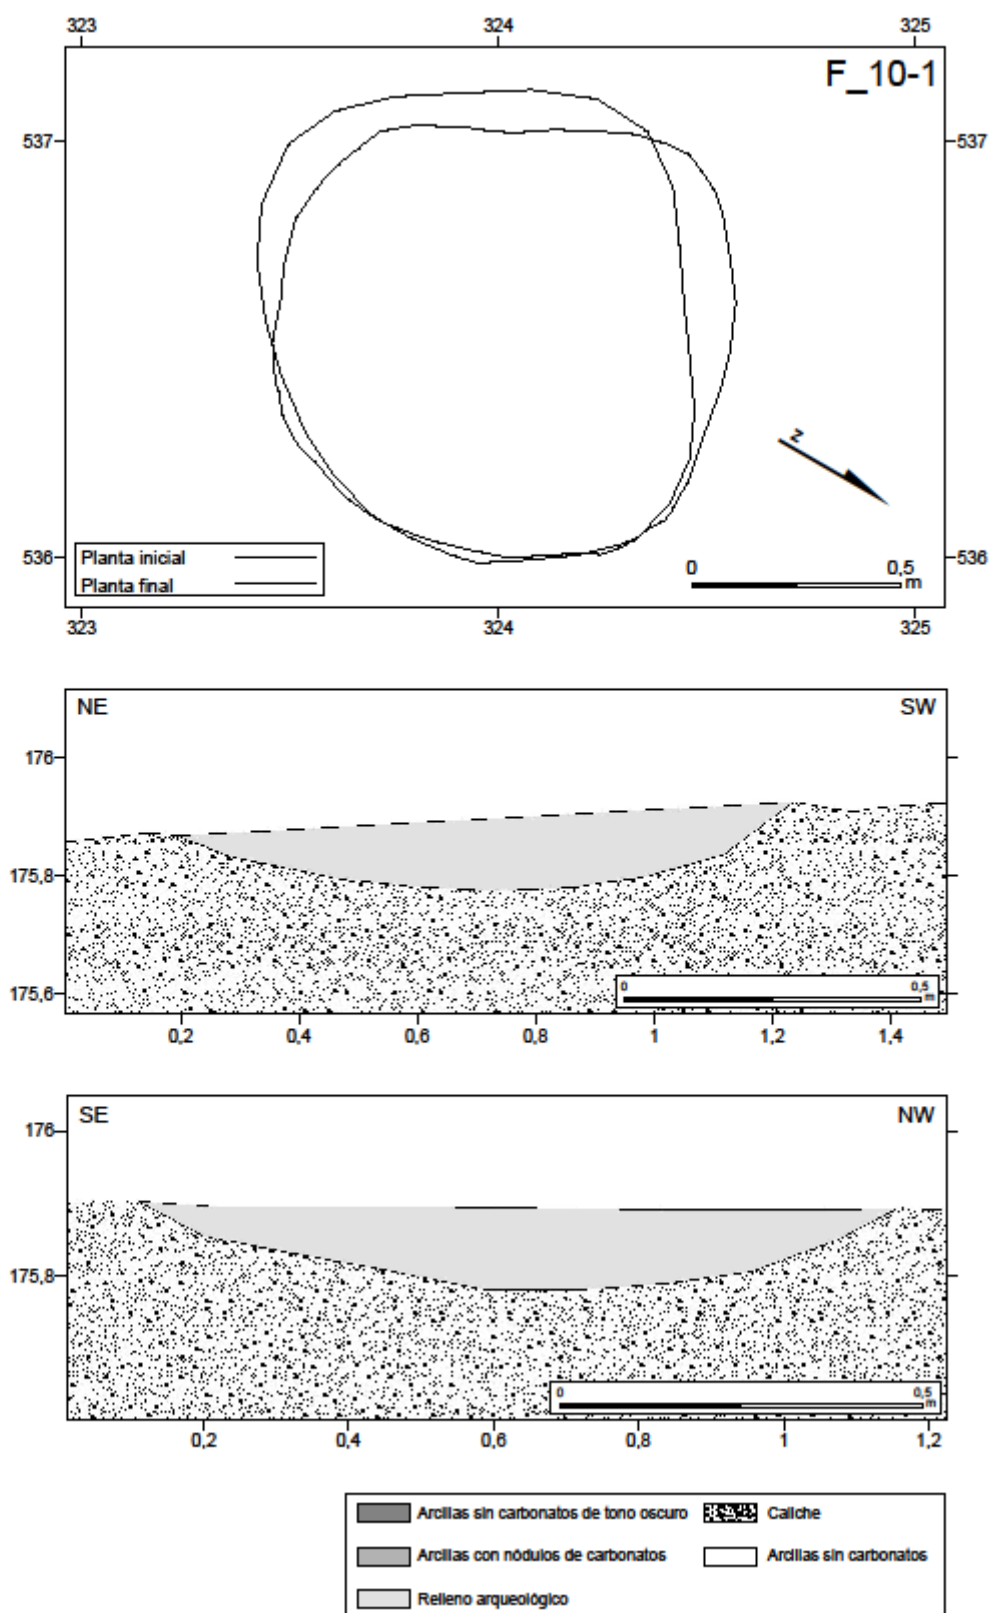 323 324 325
F_10-1
537 537
N
Planta inicial
Planta final
536 536
0 0,5
m
323 324 325
NE SW
176
175,8
175,6
0 0,5
m
0,2 0,4 0,6 0,8 1 1,2 1,4
SE NW
176
175,8
0 0,5
m
0,2 0,4 0,6 0,8 1 1,2
Arcillas sin carbonatos de tono oscuro Caliche
Arcillas con nódulos de carbonatos Arcillas sin carbonatos
Relleno arqueológico